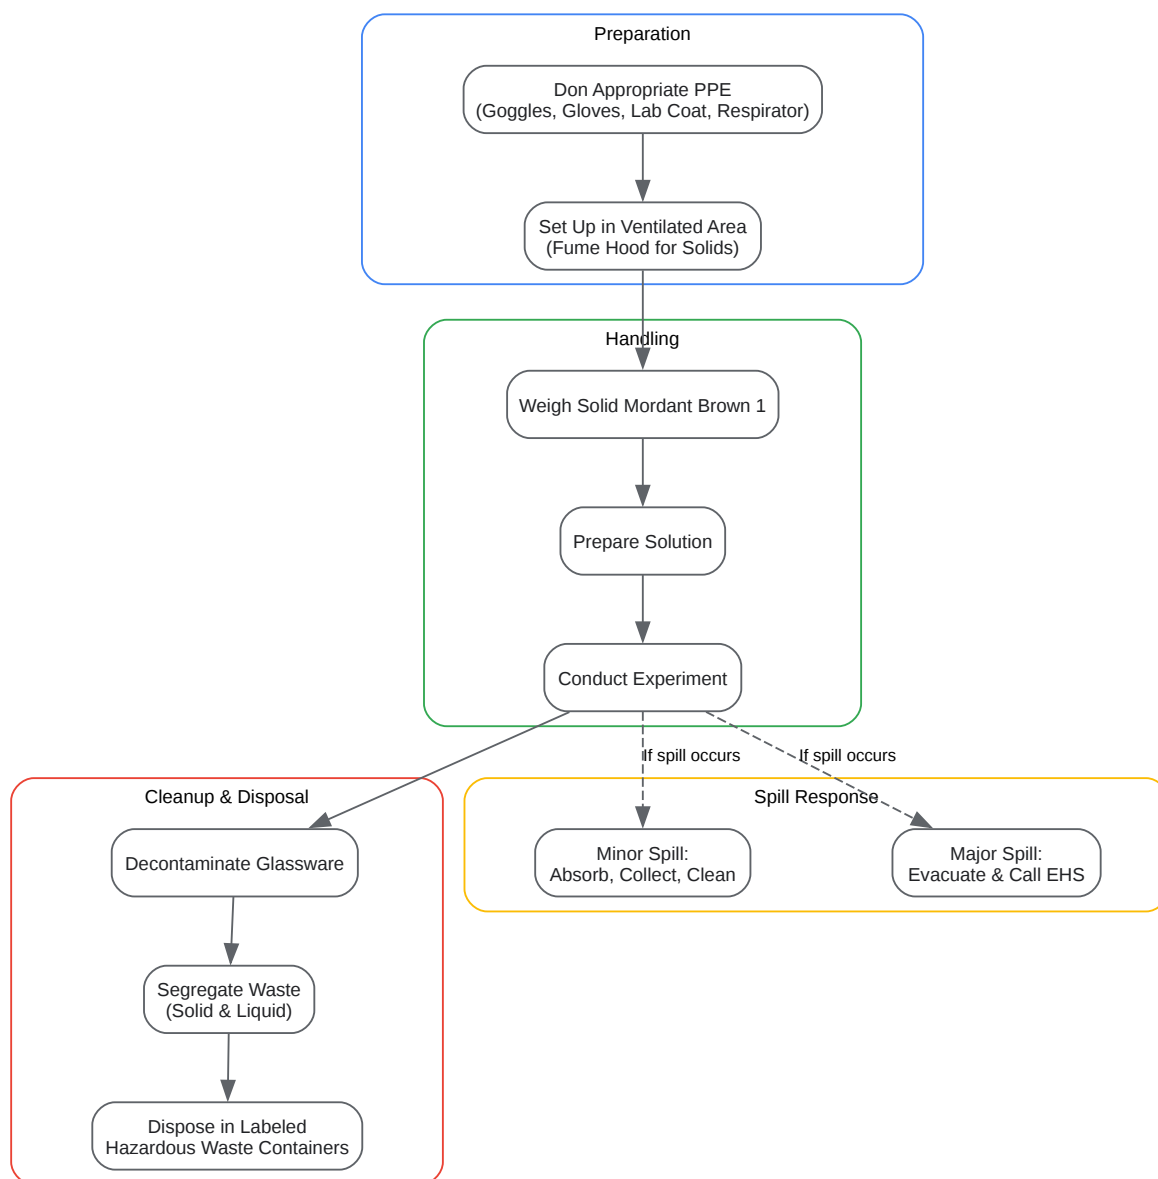 Preparation
Don Appropriate PPE
(Goggles, Gloves, Lab Coat, Respirator)
Set Up in Ventilated Area
(Fume Hood for Solids)
Handling
Weigh Solid Mordant Brown 1
Prepare Solution
Conduct Experiment
If spill occurs
If spill occurs
Cleanup & Disposal
Decontaminate Glassware
Segregate Waste
(Solid & Liquid)
Dispose in Labeled
Hazardous Waste Containers
Spill Response
Minor Spill:
Absorb, Collect, Clean
Major Spill:
Evacuate & Call EHS